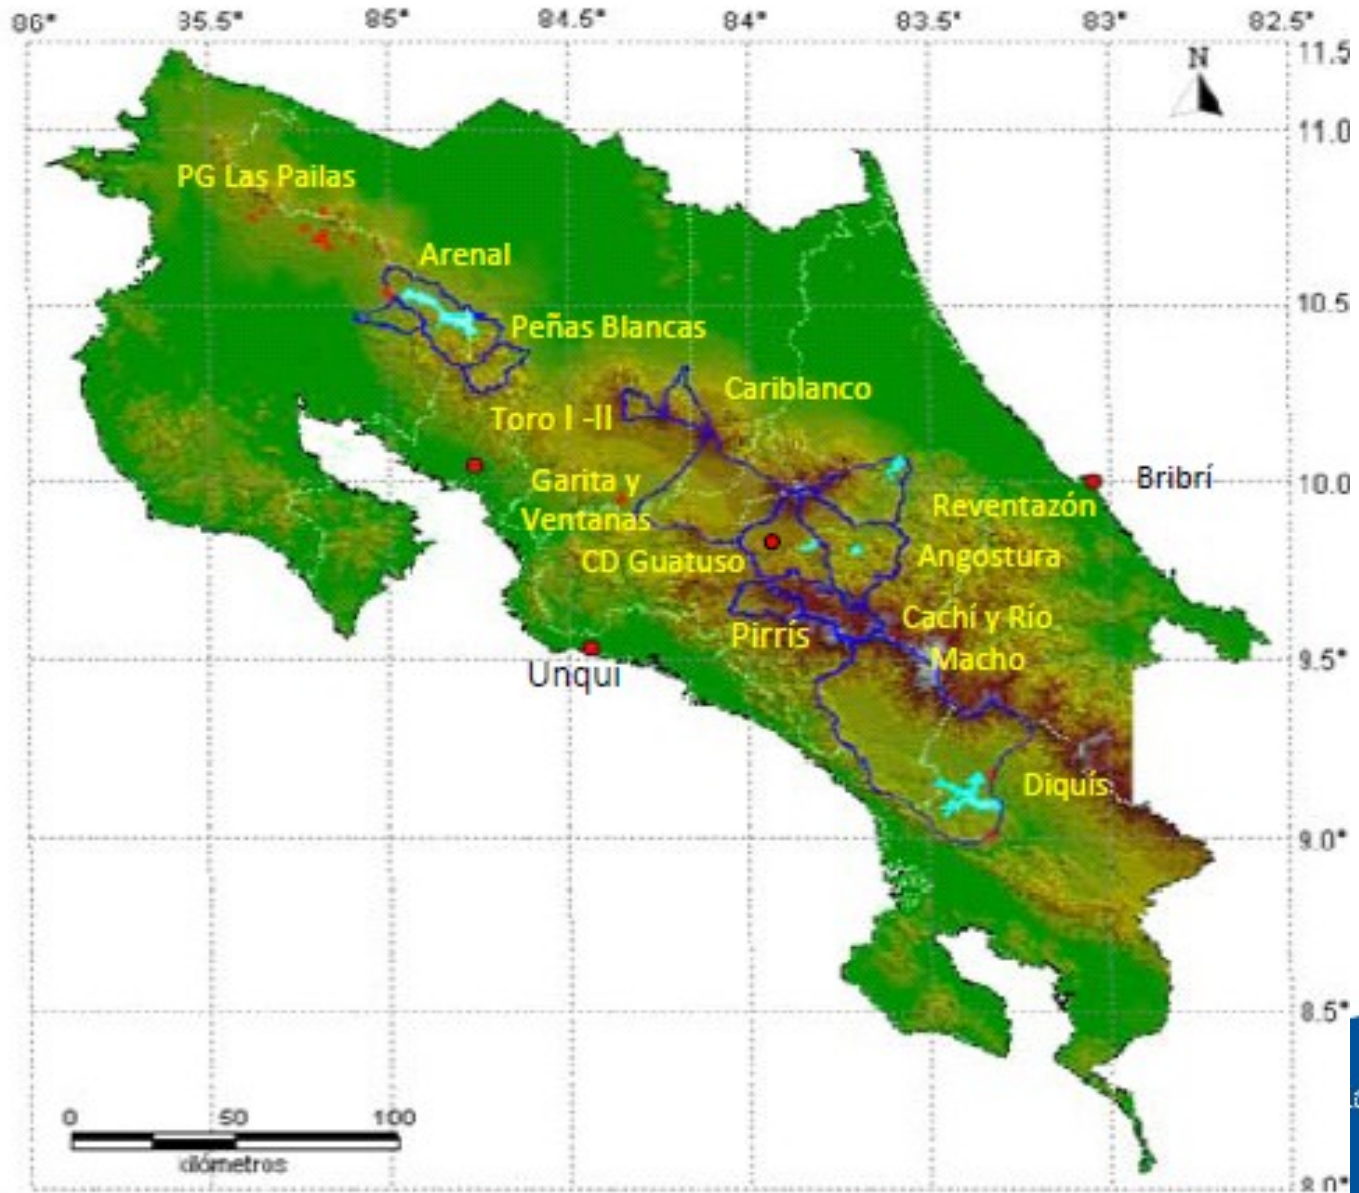 86° 85.5° 85° 84.5° 84° 83.5° 83° 82.5°
11.5
N
11.0
PG Las Pailas
Arenal
10.5
Peñas Blancas
Cariblanco
Toro I -II
Garita y
Ventanas
10.0
Bribrí
Reventazón
CD Guatuso
Angostura
Cachí y Río
Macho
Pirrís
9.5°
Unqui
Diquís
9.0°
8.5°
0 50 100
kilómetros
8.0°